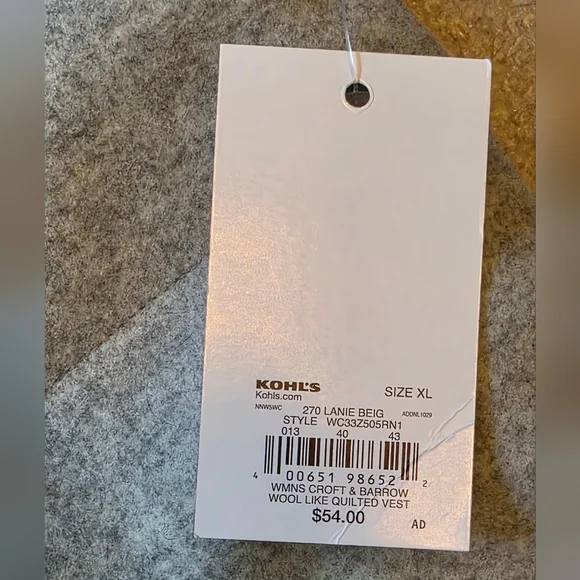 KOHL'S SIZE XL
Kohls.com
NNW5WC 270 LANIE BEIG ADDNL1029
STYLE WC33Z505RN1
013 40 43
4 00651 98652 2
WMNS CROFT & BARROW
WOOL LIKE QUILTED VEST
$54.00
AD